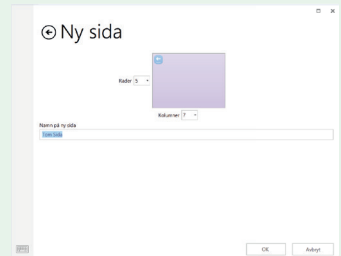 Ny sida
Rader 5
Kolumner 7
Namn på ny sida
Tom Sida
OK
Avbryt